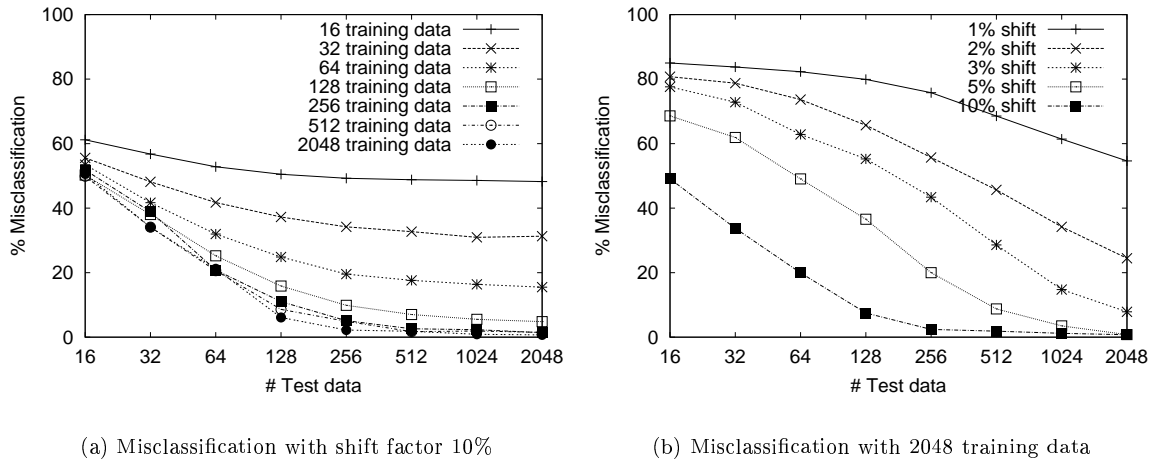 100
80
60
40
20
0
% Misclassification
16 training data
32 training data
64 training data
128 training data
256 training data
512 training data
2048 training data
16 32 64 128 256 512 1024 2048
# Test data
(a) Misclassification with shift factor 10%
100
80
60
40
20
0
% Misclassification
1% shift
2% shift
3% shift
5% shift
10% shift
16 32 64 128 256 512 1024 2048
# Test data
(b) Misclassification with 2048 training data